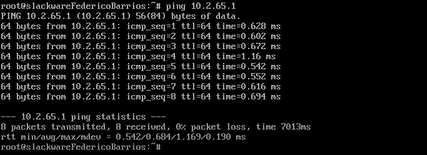 root@slackwareFedericoBarrios:~# ping 10.2.65.1
PING 10.2.65.1 (10.2.65.1) 56(84) bytes of data.
64 bytes from 10.2.65.1: icmp_seq=1 ttl=64 time=0.628 ms
64 bytes from 10.2.65.1: icmp_seq=2 ttl=64 time=0.602 ms
64 bytes from 10.2.65.1: icmp_seq=3 ttl=64 time=0.672 ms
64 bytes from 10.2.65.1: icmp_seq=4 ttl=64 time=1.16 ms
64 bytes from 10.2.65.1: icmp_seq=5 ttl=64 time=0.542 ms
64 bytes from 10.2.65.1: icmp_seq=6 ttl=64 time=0.552 ms
64 bytes from 10.2.65.1: icmp_seq=7 ttl=64 time=0.616 ms
64 bytes from 10.2.65.1: icmp_seq=8 ttl=64 time=0.694 ms
--- 10.2.65.1 ping statistics ---
8 packets transmitted, 8 received, 0% packet loss, time 7013ms
rtt min/avg/max/mdev = 0.542/0.684/1.169/0.190 ms
root@slackwareFedericoBarrios:~#